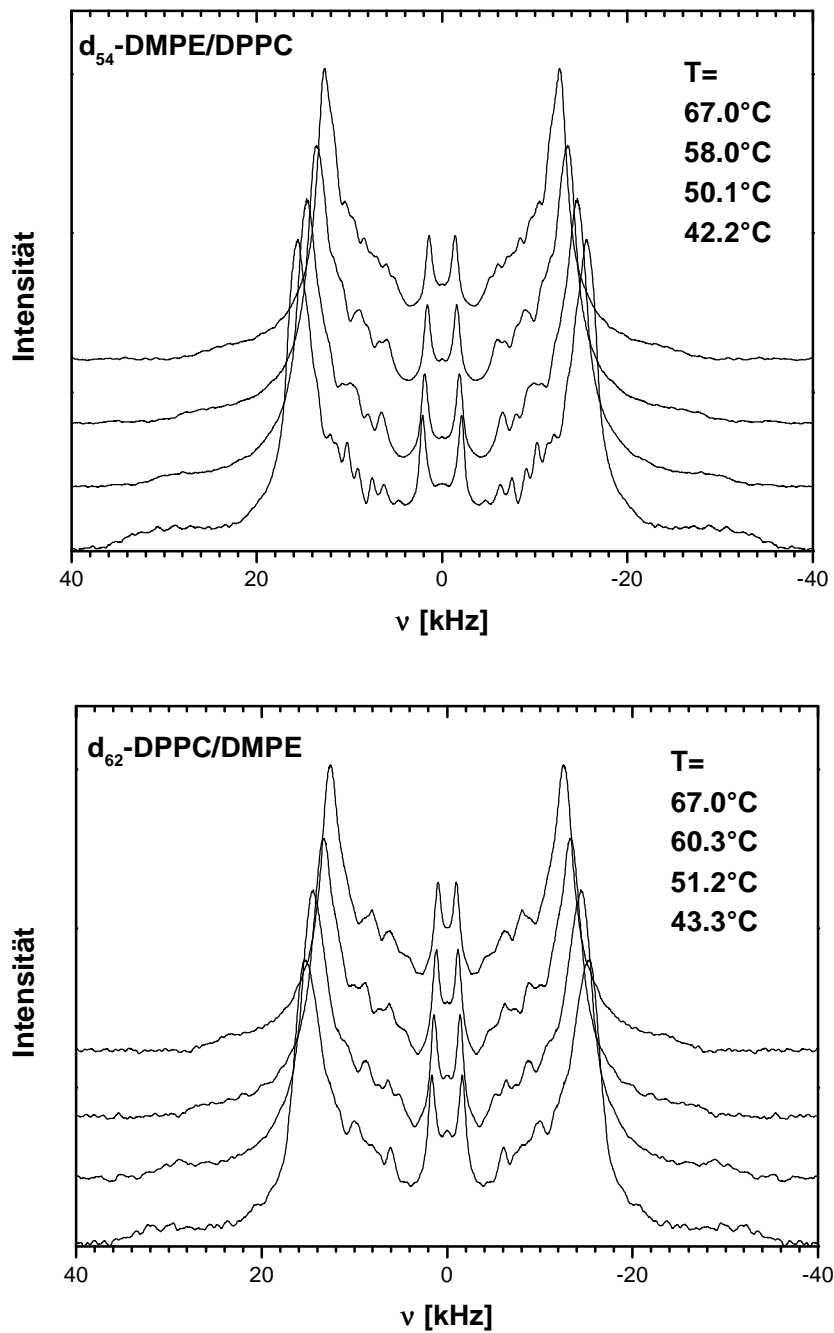 d54-DMPE/DPPC
T=
67.0°C
58.0°C
50.1°C
42.2°C
Intensität
40 20 0 -20 -40
ν [kHz]
d62-DPPC/DMPE
T=
67.0°C
60.3°C
51.2°C
43.3°C
Intensität
40 20 0 -20 -40
ν [kHz]